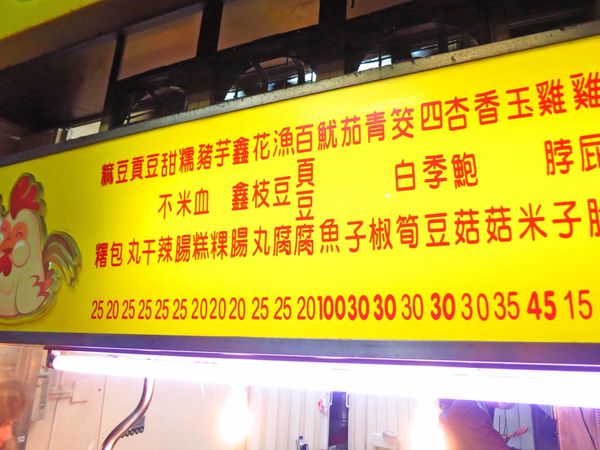 麻糬 25
豆包 20
貢丸 25
豆干 25
甜不辣 25
糯米腸 25
豬血糕 20
芋粿 20
鑫鑫腸 20
花枝丸 25
漁豆腐 25
百頁豆腐 20
魷魚 100
茄子 30
青椒 30
筊白筍 30
四季豆 30
杏鮑菇 30
香菇 35
玉米 45
雞脖子 15
雞屁